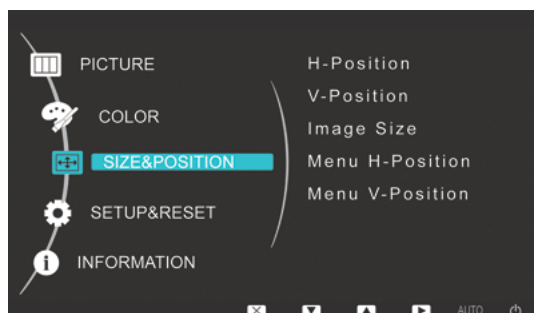 PICTURE
COLOR
SIZE&POSITION
SETUP&RESET
INFORMATION
H-Position
V-Position
Image Size
Menu H-Position
Menu V-Position
AUTO